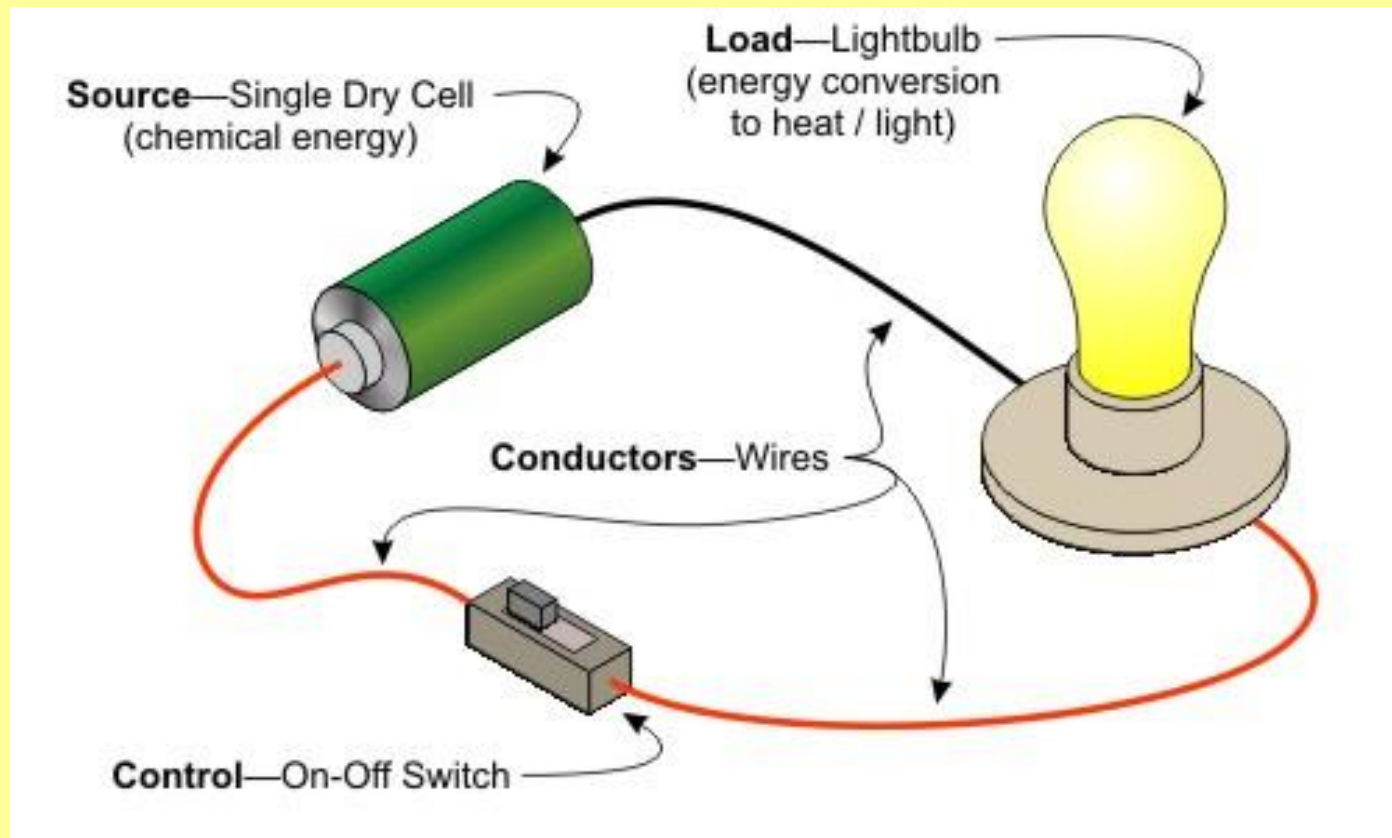 Load—Lightbulb
(energy conversion
to heat / light)
Source—Single Dry Cell
(chemical energy)
Conductors—Wires
Control—On-Off Switch